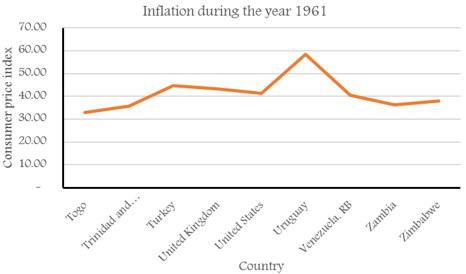 Inflation during the year 1961
Consumer price index
70.00
60.00
50.00
40.00
30.00
20.00
10.00
-
Togo
Trinidad and...
Turkey
United Kingdom
United States
Uruguay
Venezuela, RB
Zambia
Zimbabwe
Country